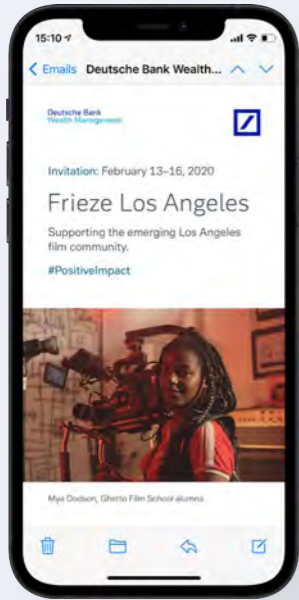 15:10
Emails Deutsche Bank Wealth...
Deutsche Bank
Wealth Management
Invitation: February 13–16, 2020
Frieze Los Angeles
Supporting the emerging Los Angeles
film community.
#PositiveImpact
Mya Dodson, Ghetto Film School alumna